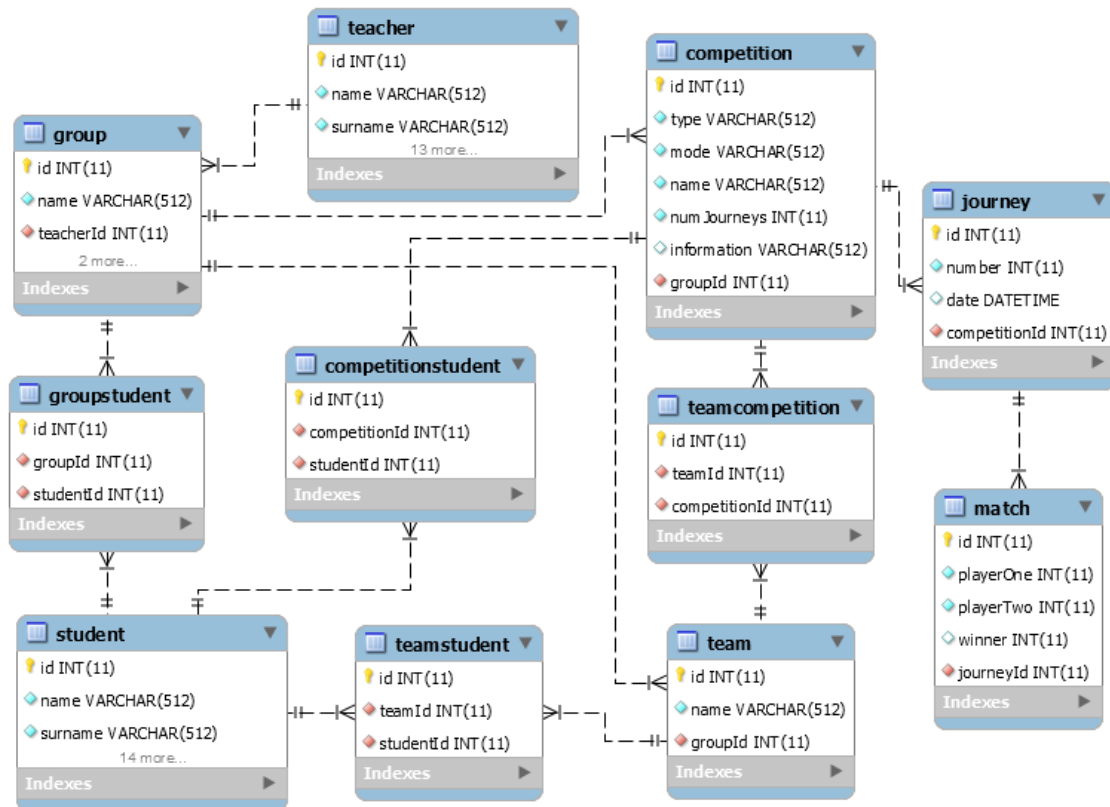 teacher
id INT(11)
name VARCHAR(512)
surname VARCHAR(512)
13 more...
Indexes
competition
id INT(11)
type VARCHAR(512)
mode VARCHAR(512)
name VARCHAR(512)
numJourneys INT(11)
information VARCHAR(512)
groupId INT(11)
Indexes
group
id INT(11)
name VARCHAR(512)
teacherId INT(11)
2 more...
Indexes
journey
id INT(11)
number INT(11)
date DATETIME
competitionId INT(11)
Indexes
groupstudent
id INT(11)
groupId INT(11)
studentId INT(11)
Indexes
competitionstudent
id INT(11)
competitionId INT(11)
studentId INT(11)
Indexes
teamcompetition
id INT(11)
teamId INT(11)
competitionId INT(11)
Indexes
match
id INT(11)
playerOne INT(11)
playerTwo INT(11)
winner INT(11)
journeyId INT(11)
Indexes
student
id INT(11)
name VARCHAR(512)
surname VARCHAR(512)
14 more...
Indexes
teamstudent
id INT(11)
teamId INT(11)
studentId INT(11)
Indexes
team
id INT(11)
name VARCHAR(512)
groupId INT(11)
Indexes